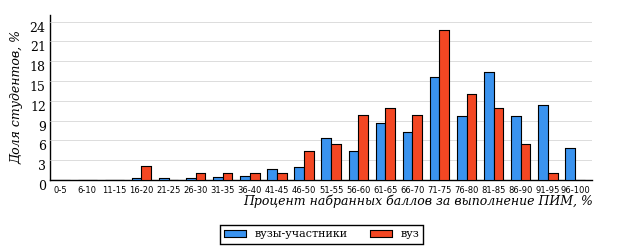 Доля студентов, %
24
21
18
15
12
9
6
3
0
0-5 6-10 11-15 16-20 21-25 26-30 31-35 36-40 41-45 46-50 51-55 56-60 61-65 66-70 71-75 76-80 81-85 86-90 91-95 96-100
Процент набранных баллов за выполнение ПИМ, %
вузы-участники вуз